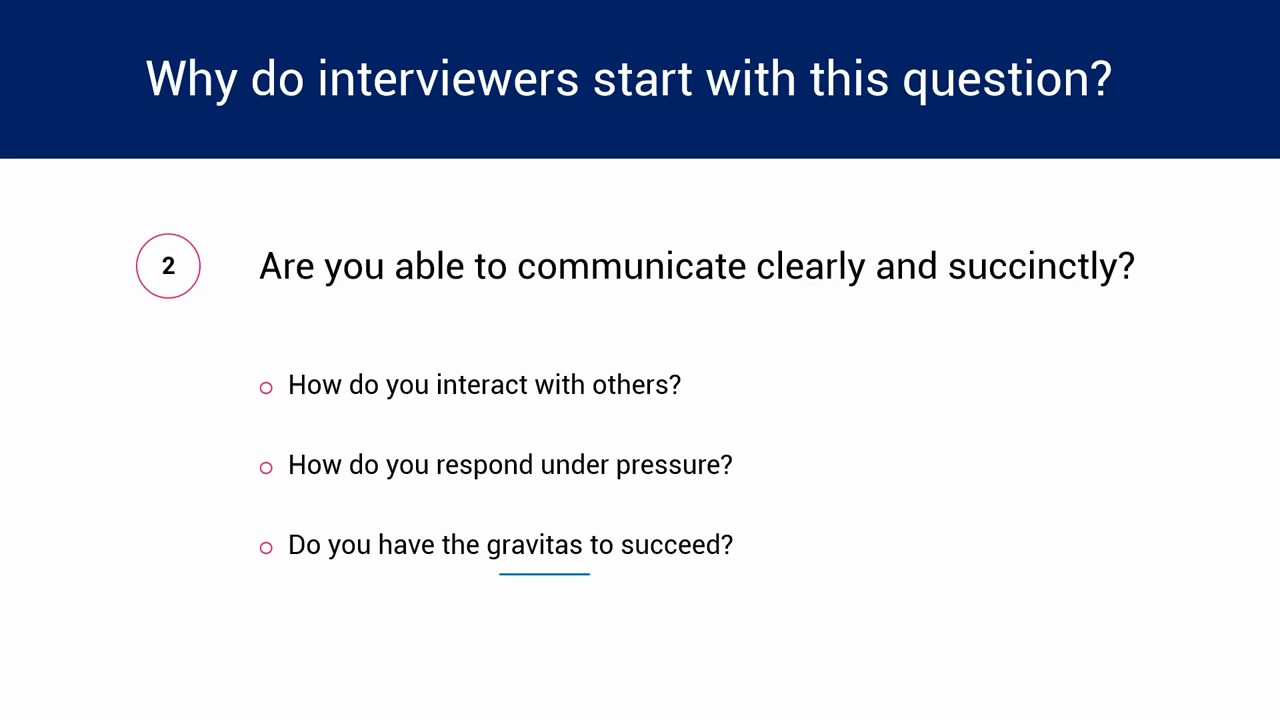 Why do interviewers start with this question?
2
Are you able to communicate clearly and succinctly?
How do you interact with others?
How do you respond under pressure?
Do you have the gravitas to succeed?